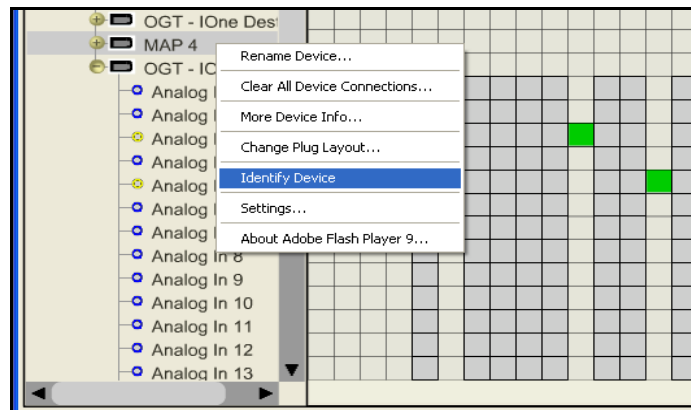 OGT - IOne Des
MAP 4
OGT - IC
Analog
Analog
Analog
Analog
Analog
Analog
Analog
Analog In 8
Analog In 9
Analog In 10
Analog In 11
Analog In 12
Analog In 13
Rename Device...
Clear All Device Connections...
More Device Info...
Change Plug Layout...
Identify Device
Settings...
About Adobe Flash Player 9...